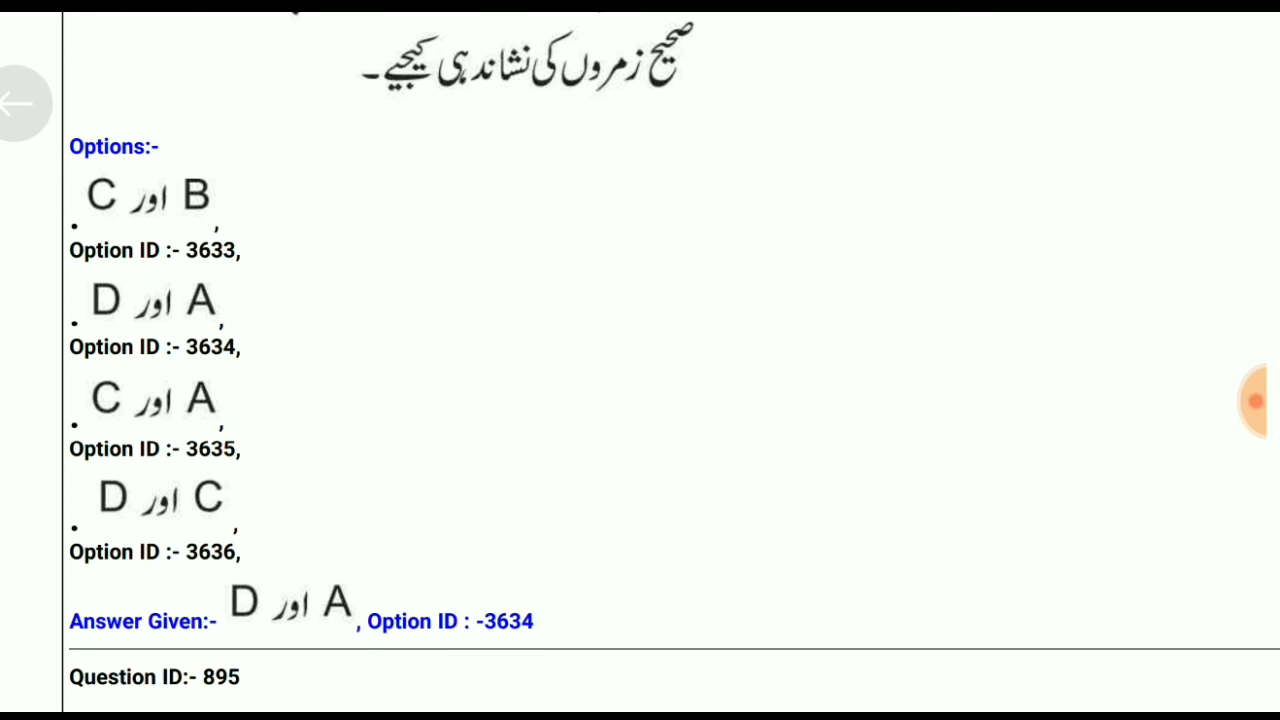 صحیح زمروں کی نشاندہی کیجیے۔
Options:-
B اور C ,
Option ID :- 3633,
A اور D ,
Option ID :- 3634,
A اور C ,
Option ID :- 3635,
C اور D ,
Option ID :- 3636,
Answer Given:- A اور D , Option ID : -3634
Question ID:- 895